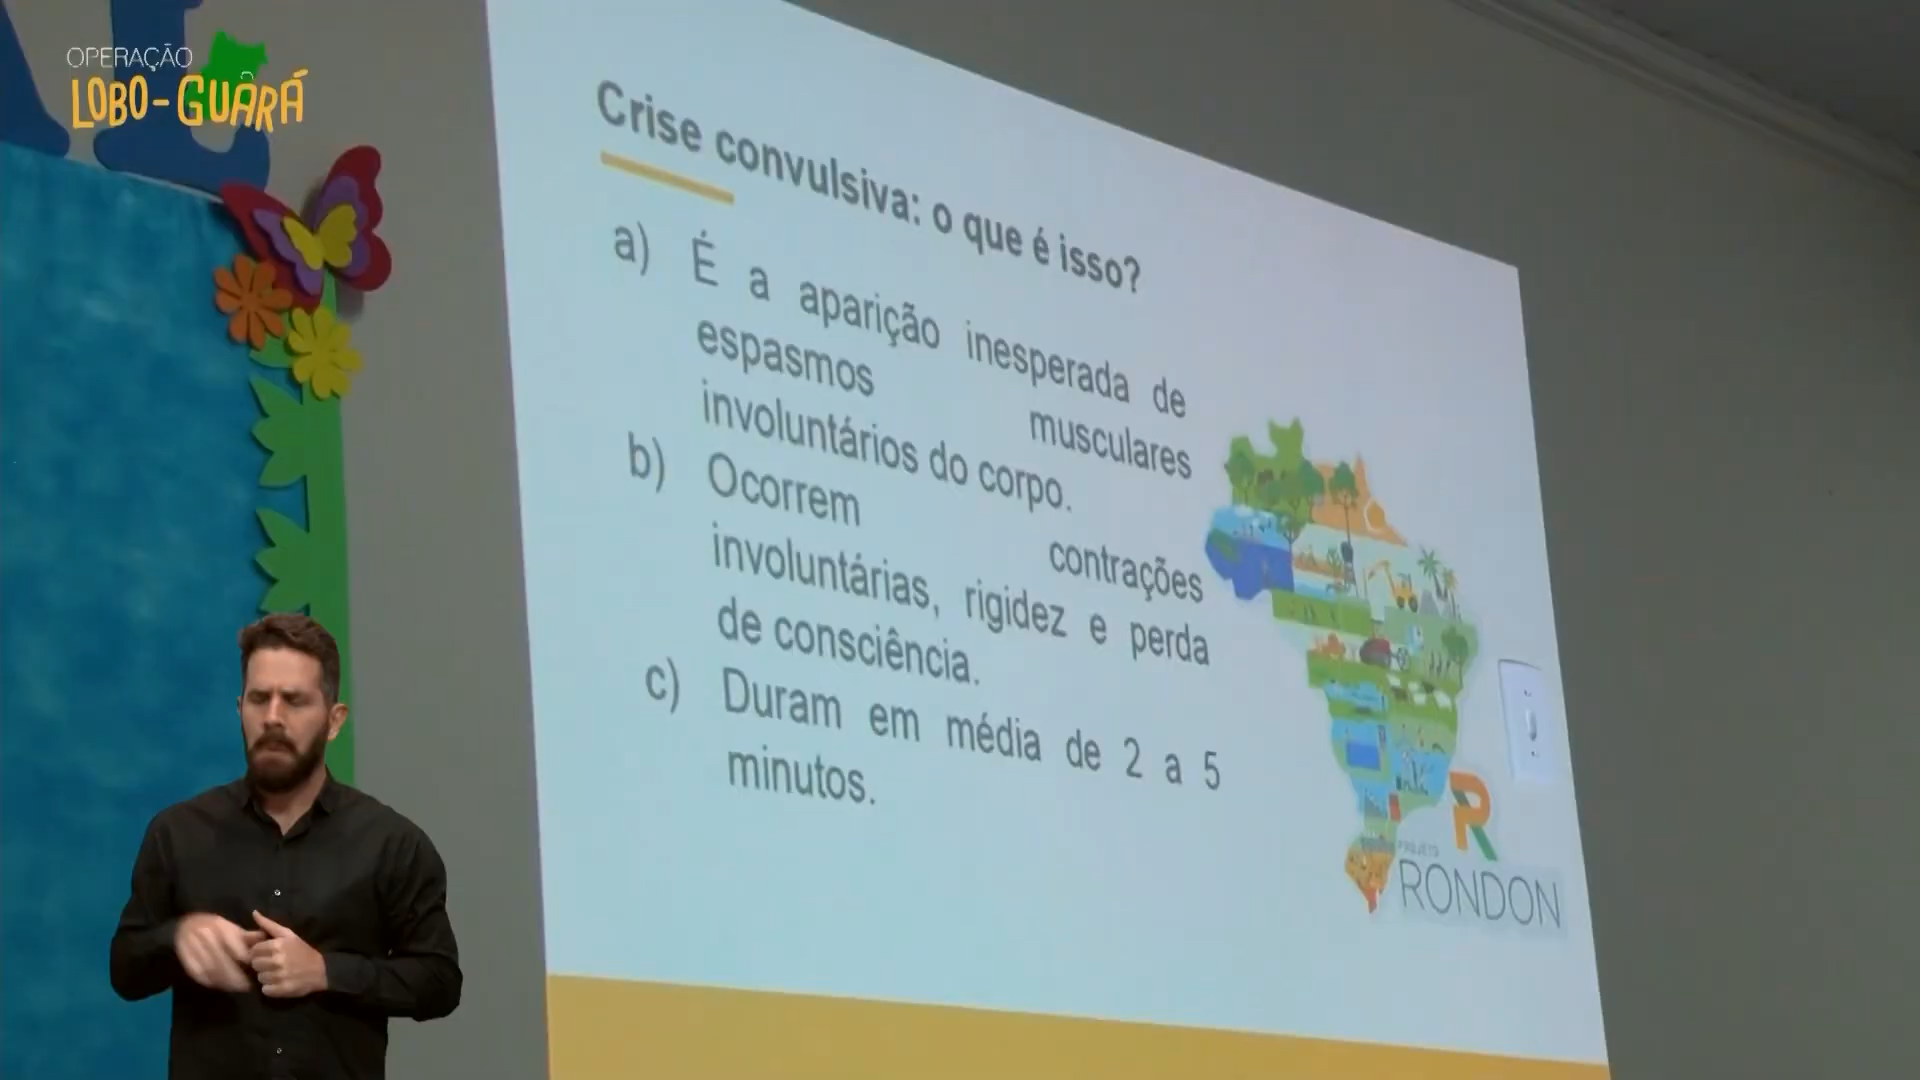 OPERAÇÃO
LOBO-GUARÁ
Crise convulsiva: o que é isso?
a) É a aparição inesperada de
espasmos musculares
involuntários do corpo.
b) Ocorrem contrações
involuntárias, rigidez e perda
de consciência.
c) Duram em média de 2 a 5
minutos.
PROJETO
RONDON